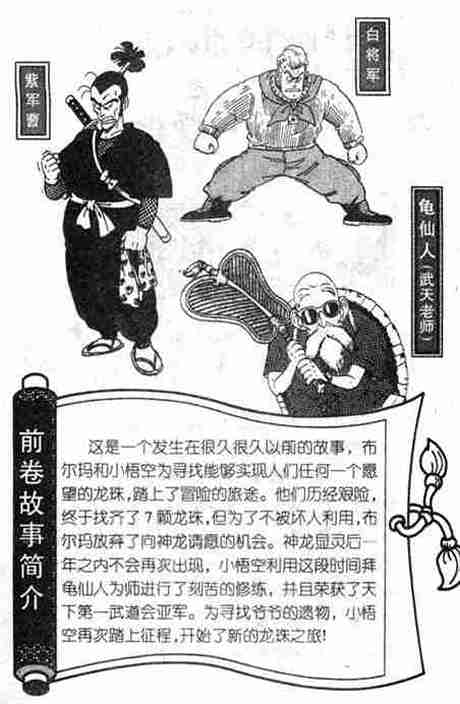 紫军曹
白将军
龟仙人(武天老师)
前卷故事简介
这是一个发生在很久很久以前的故事，布
尔玛和小悟空为寻找能够实现人们任何一个愿
望的龙珠，踏上了冒险的旅途。他们历经艰险，
终于找齐了7颗龙珠，但为了不被坏人利用，布
尔玛放弃了向神龙请愿的机会。神龙显灵后一
年之内不会再次出现，小悟空利用这段时间拜
龟仙人为师进行了刻苦的修练，并且荣获了天
下第一武道会亚军。为寻找爷爷的遗物，小悟
空再次踏上征程，开始了新的龙珠之旅!